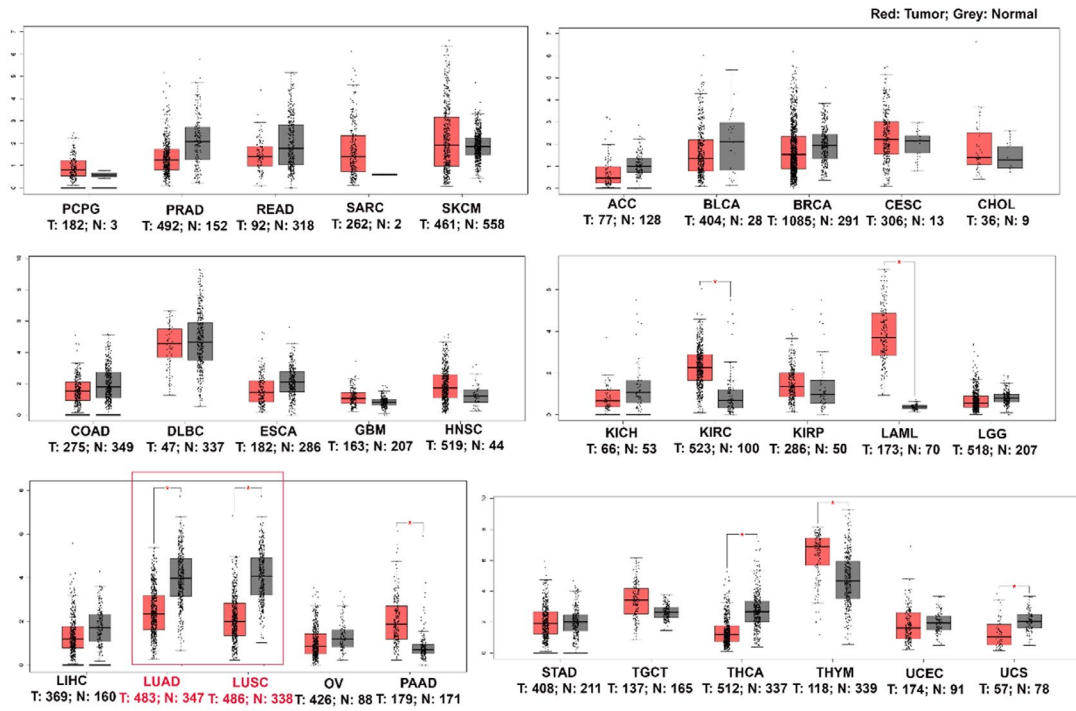 Red: Tumor; Grey: Normal
PCPG PRAD READ SARC SKCM
T: 182; N: 3 T: 492; N: 152 T: 92; N: 318 T: 262; N: 2 T: 461; N: 558
ACC BLCA BRCA CESC CHOL
T: 77; N: 128 T: 404; N: 28 T: 1085; N: 291 T: 306; N: 13 T: 36; N: 9
COAD DLBC ESCA GBM HNSC
T: 275; N: 349 T: 47; N: 337 T: 182; N: 286 T: 163; N: 207 T: 519; N: 44
KICH KIRC KIRP LAML LGG
T: 66; N: 53 T: 523; N: 100 T: 286; N: 50 T: 173; N: 70 T: 518; N: 207
LIHC LUAD LUSC OV PAAD
T: 369; N: 160 T: 483; N: 347 T: 486; N: 338 T: 426; N: 88 T: 179; N: 171
STAD TGCT THCA THYM UCEC UCS
T: 408; N: 211 T: 137; N: 165 T: 512; N: 337 T: 118; N: 339 T: 174; N: 91 T: 57; N: 78